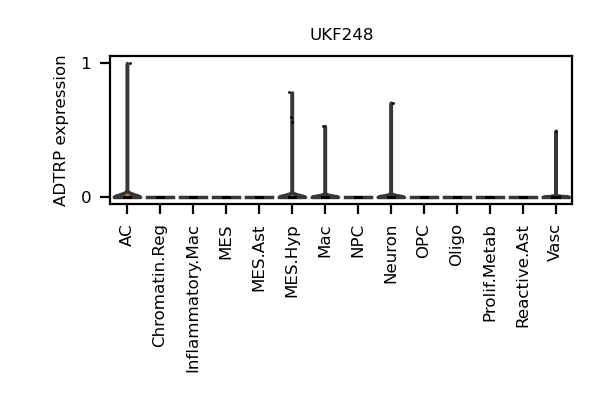 UKF248
ADTRP expression
1
0
AC
Chromatin.Reg
Inflammatory.Mac
MES
MES.Ast
MES.Hyp
Mac
NPC
Neuron
OPC
Oligo
Prolif.Metab
Reactive.Ast
Vasc